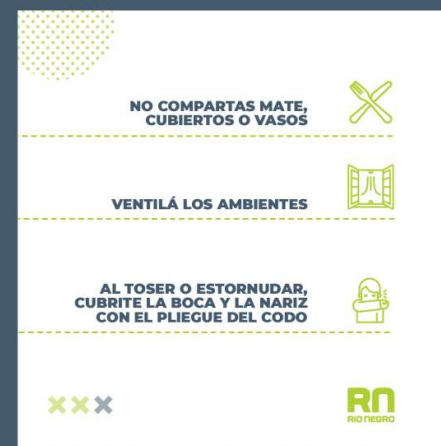 NO COMPARTAS MATE,
CUBIERTOS O VASOS
VENTILÁ LOS AMBIENTES
AL TOSER O ESTORNUDAR,
CUBRITE LA BOCA Y LA NARIZ
CON EL PLIEGUE DEL CODO
RN
RIO NEGRO